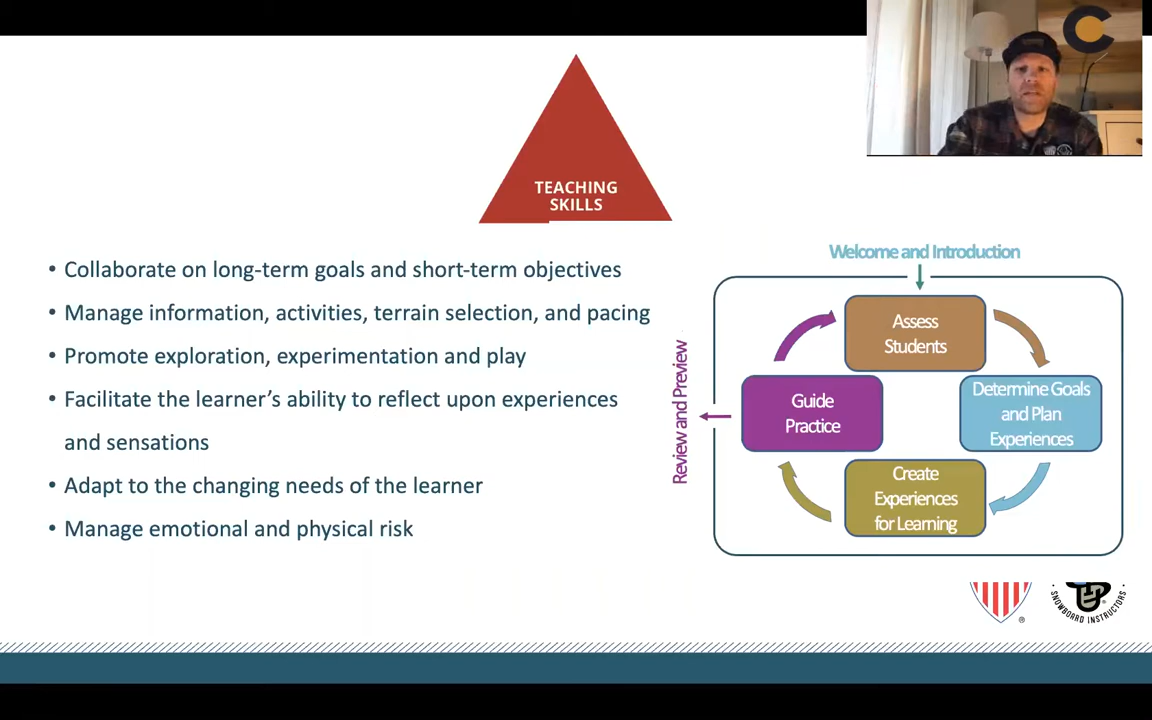 TEACHING
SKILLS
• Collaborate on long-term goals and short-term objectives
• Manage information, activities, terrain selection, and pacing
• Promote exploration, experimentation and play
• Facilitate the learner’s ability to reflect upon experiences
and sensations
• Adapt to the changing needs of the learner
• Manage emotional and physical risk
Welcome and Introduction
Assess
Students
Determine Goals
and Plan
Experiences
Create
Experiences
for Learning
Guide
Practice
Review and Preview
®
SNOWBOARD INSTRUCTORS